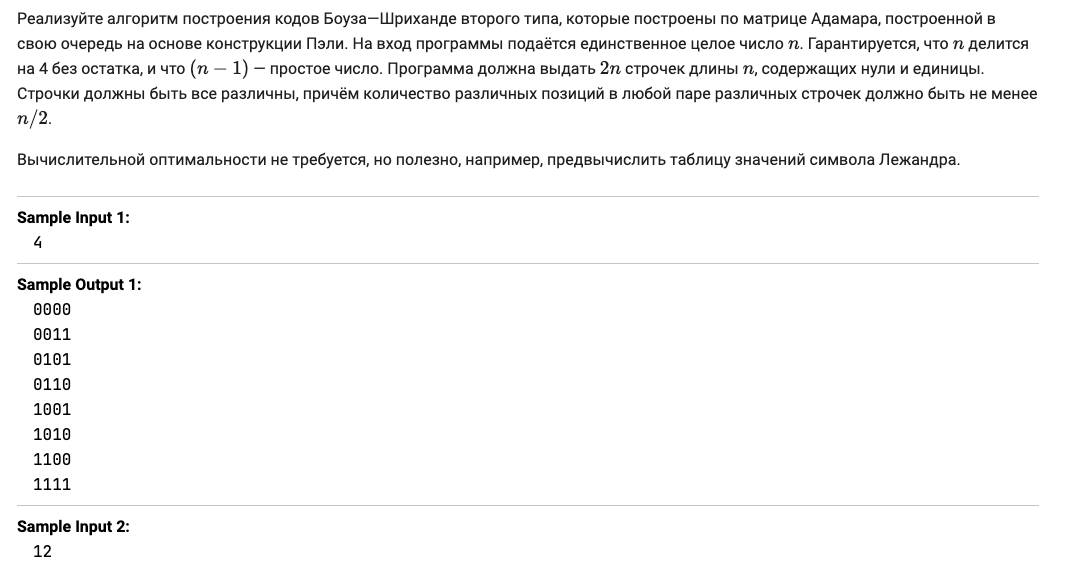 Реализуйте алгоритм построения кодов Боуза—Шриханде второго типа, которые построены по матрице Адамара, построенной в
свою очередь на основе конструкции Пэли. На вход программы подаётся единственное целое число n. Гарантируется, что n делится
на 4 без остатка, и что (n − 1) — простое число. Программа должна выдать 2n строчек длины n, содержащих нули и единицы.
Строчки должны быть все различны, причём количество различных позиций в любой паре различных строчек должно быть не менее
n/2.
Вычислительной оптимальности не требуется, но полезно, например, предвычислить таблицу значений символа Лежандра.
Sample Input 1:
4
Sample Output 1:
0000
0011
0101
0110
1001
1010
1100
1111
Sample Input 2:
12